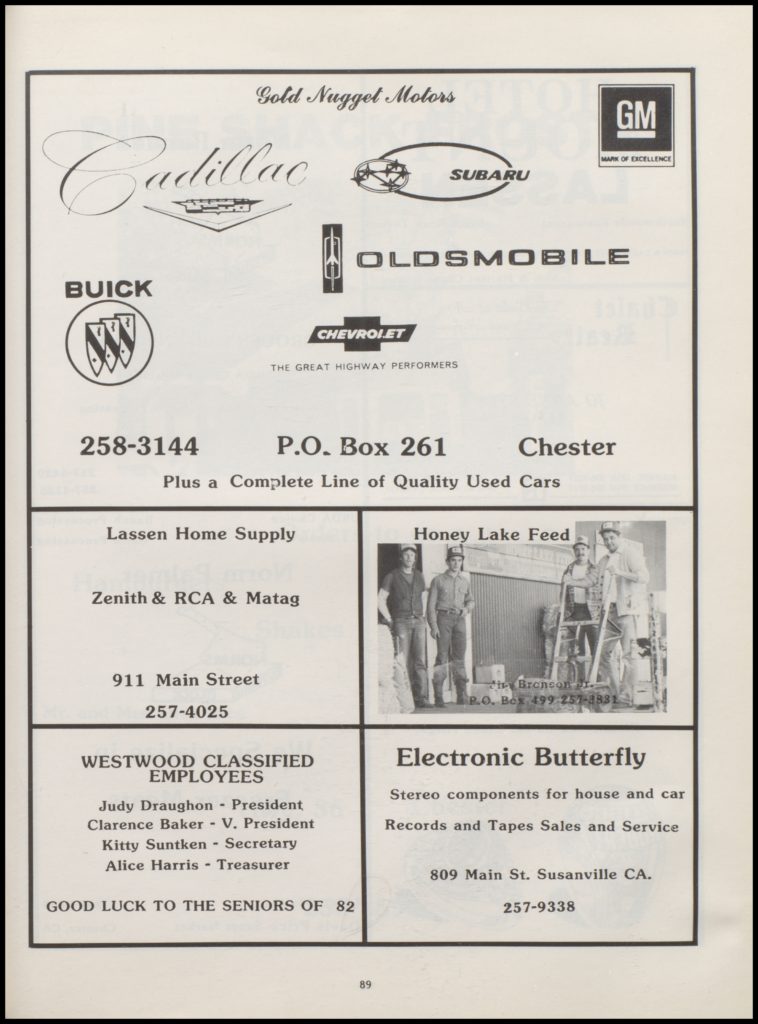 Gold Nugget Motors
GM
MARK OF EXCELLENCE
Cadillac
SUBARU
OLDSMOBILE
BUICK
CHEVROLET
THE GREAT HIGHWAY PERFORMERS
258-3144 P.O. Box 261 Chester
Plus a Complete Line of Quality Used Cars
Lassen Home Supply
Zenith & RCA & Matag
911 Main Street
257-4025
Honey Lake Feed
Bronson Jr.
P.O. Box 499 257-3831
WESTWOOD CLASSIFIED
EMPLOYEES
Judy Draughon - President
Clarence Baker - V. President
Kitty Suntken - Secretary
Alice Harris - Treasurer
GOOD LUCK TO THE SENIORS OF 82
Electronic Butterfly
Stereo components for house and car
Records and Tapes Sales and Service
809 Main St. Susanville CA.
257-9338
89